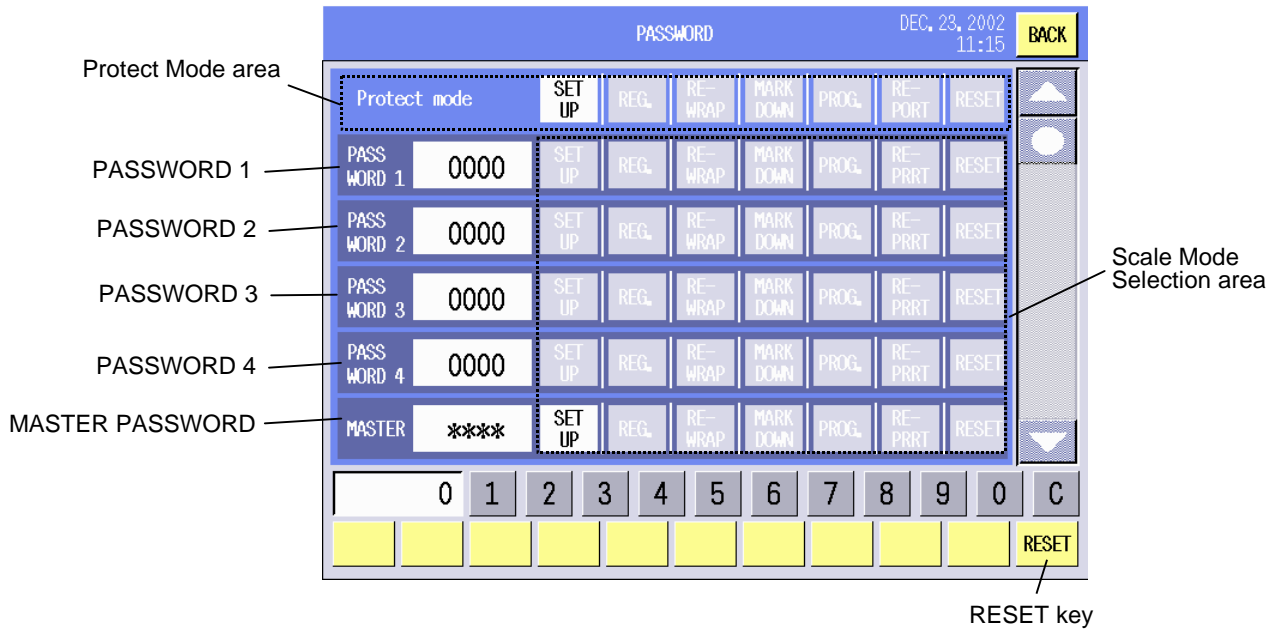 PASSWORD
DEC. 23. 2002
11:15
BACK
Protect Mode area
Protect mode
SET UP
REG.
RE-WRAP
MARK DOWN
PROG.
RE-PORT
RESET
PASSWORD 1
PASS WORD 1
0000
SET UP
REG.
RE-WRAP
MARK DOWN
PROG.
RE-PRRT
RESET
PASSWORD 2
PASS WORD 2
0000
SET UP
REG.
RE-WRAP
MARK DOWN
PROG.
RE-PRRT
RESET
Scale Mode
Selection area
PASSWORD 3
PASS WORD 3
0000
SET UP
REG.
RE-WRAP
MARK DOWN
PROG.
RE-PRRT
RESET
PASSWORD 4
PASS WORD 4
0000
SET UP
REG.
RE-WRAP
MARK DOWN
PROG.
RE-PRRT
RESET
MASTER PASSWORD
MASTER
****
SET UP
REG.
RE-WRAP
MARK DOWN
PROG.
RE-PRRT
RESET
0 1 2 3 4 5 6 7 8 9 0 C
RESET
RESET key